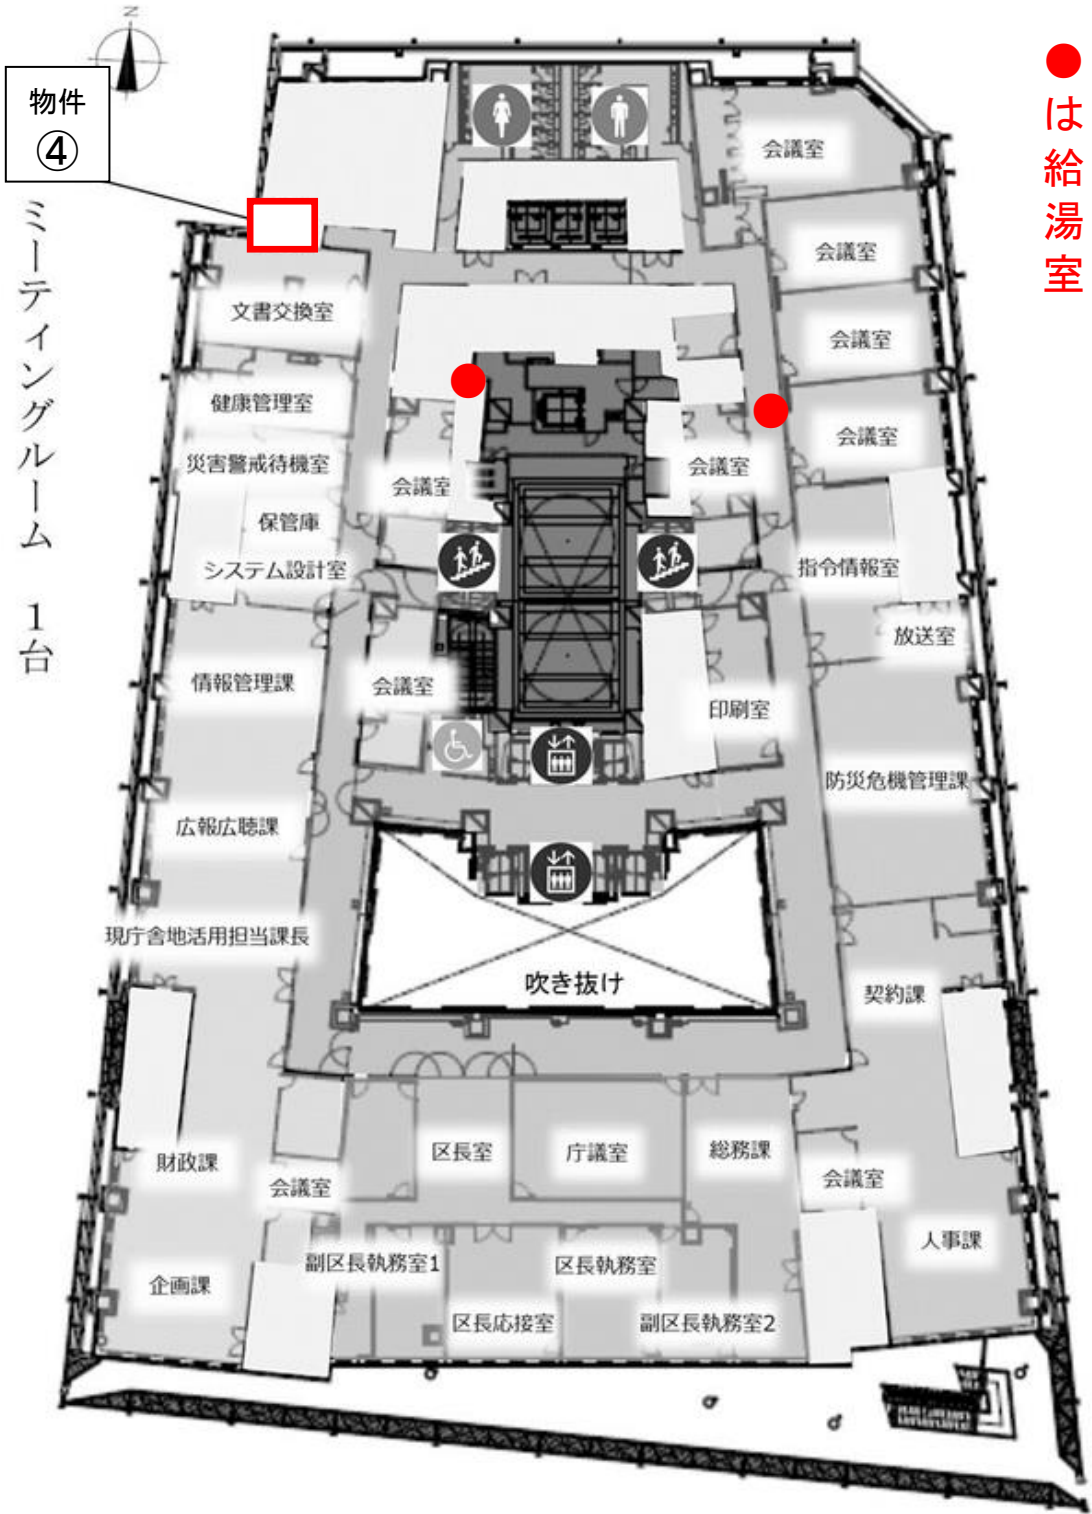 N
物件
④
ミーティングルーム 1台
●は給湯室
会議室
会議室
会議室
会議室
文書交換室
健康管理室
災害警戒待機室
保管庫
システム設計室
会議室
会議室
指令情報室
放送室
情報管理課
会議室
印刷室
防災危機管理課
広報広聴課
現庁舎地活用担当課長
吹き抜け
契約課
財政課
会議室
区長室
庁議室
総務課
会議室
人事課
企画課
副区長執務室1
区長応接室
区長執務室
副区長執務室2